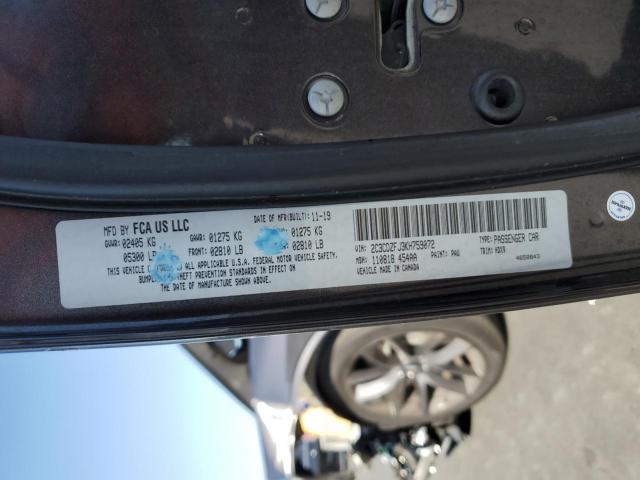 MFD BY FCA US LLC DATE OF MFR(BUILT): 11-19
GVWR: 02405 KG GAWR: 01275 KG 01275 KG
05300 LB FRONT: 02810 LB 02810 LB
THIS VEHICLE TO ALL APPLICABLE U.S.A. FEDERAL MOTOR VEHICLE SAFETY,
THEFT PREVENTION STANDARDS IN EFFECT ON
THE DATE OF MANUFACTURE SHOWN ABOVE.
VIN: 2C3CDZFJ3KH759072 TYPE: PASSENGER CAR
MDH: 110818 454AA PAINT: PAU TRIM: HDX9
VEHICLE MADE IN CANADA 4650843